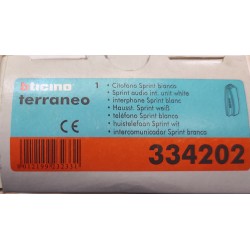 bticino
terraneo
CE
1 Citofono Sprint bianco
Sprint audio int. unit white
interphone Sprint blanc
Hausst. Sprint weiß
teléfono Sprint blanco
huistelefoon Sprint wit
intercomunicador Sprint branco
334202